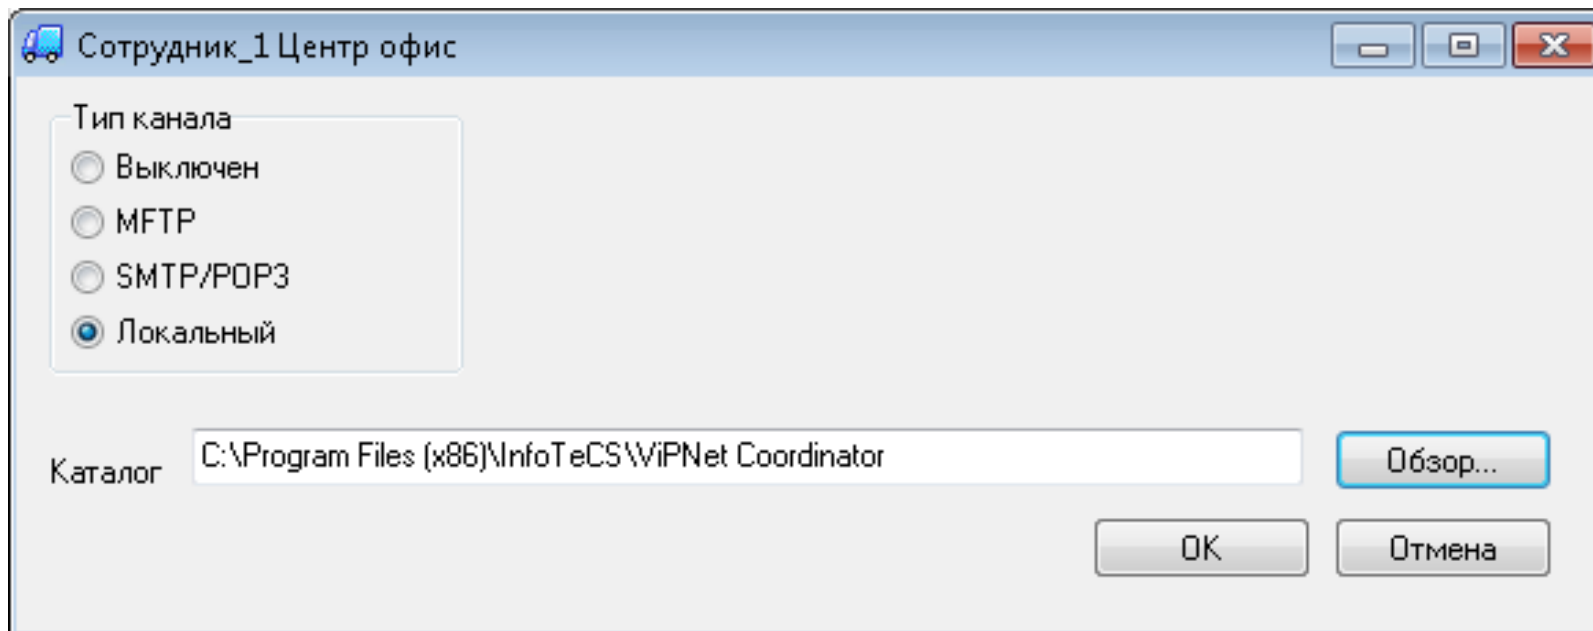 Сотрудник_1 Центр офис
Тип канала
Выключен
MFTP
SMTP/POP3
Локальный
Каталог C:\Program Files (x86)\InfoTeCS\ViPNet Coordinator Обзор...
OK Отмена